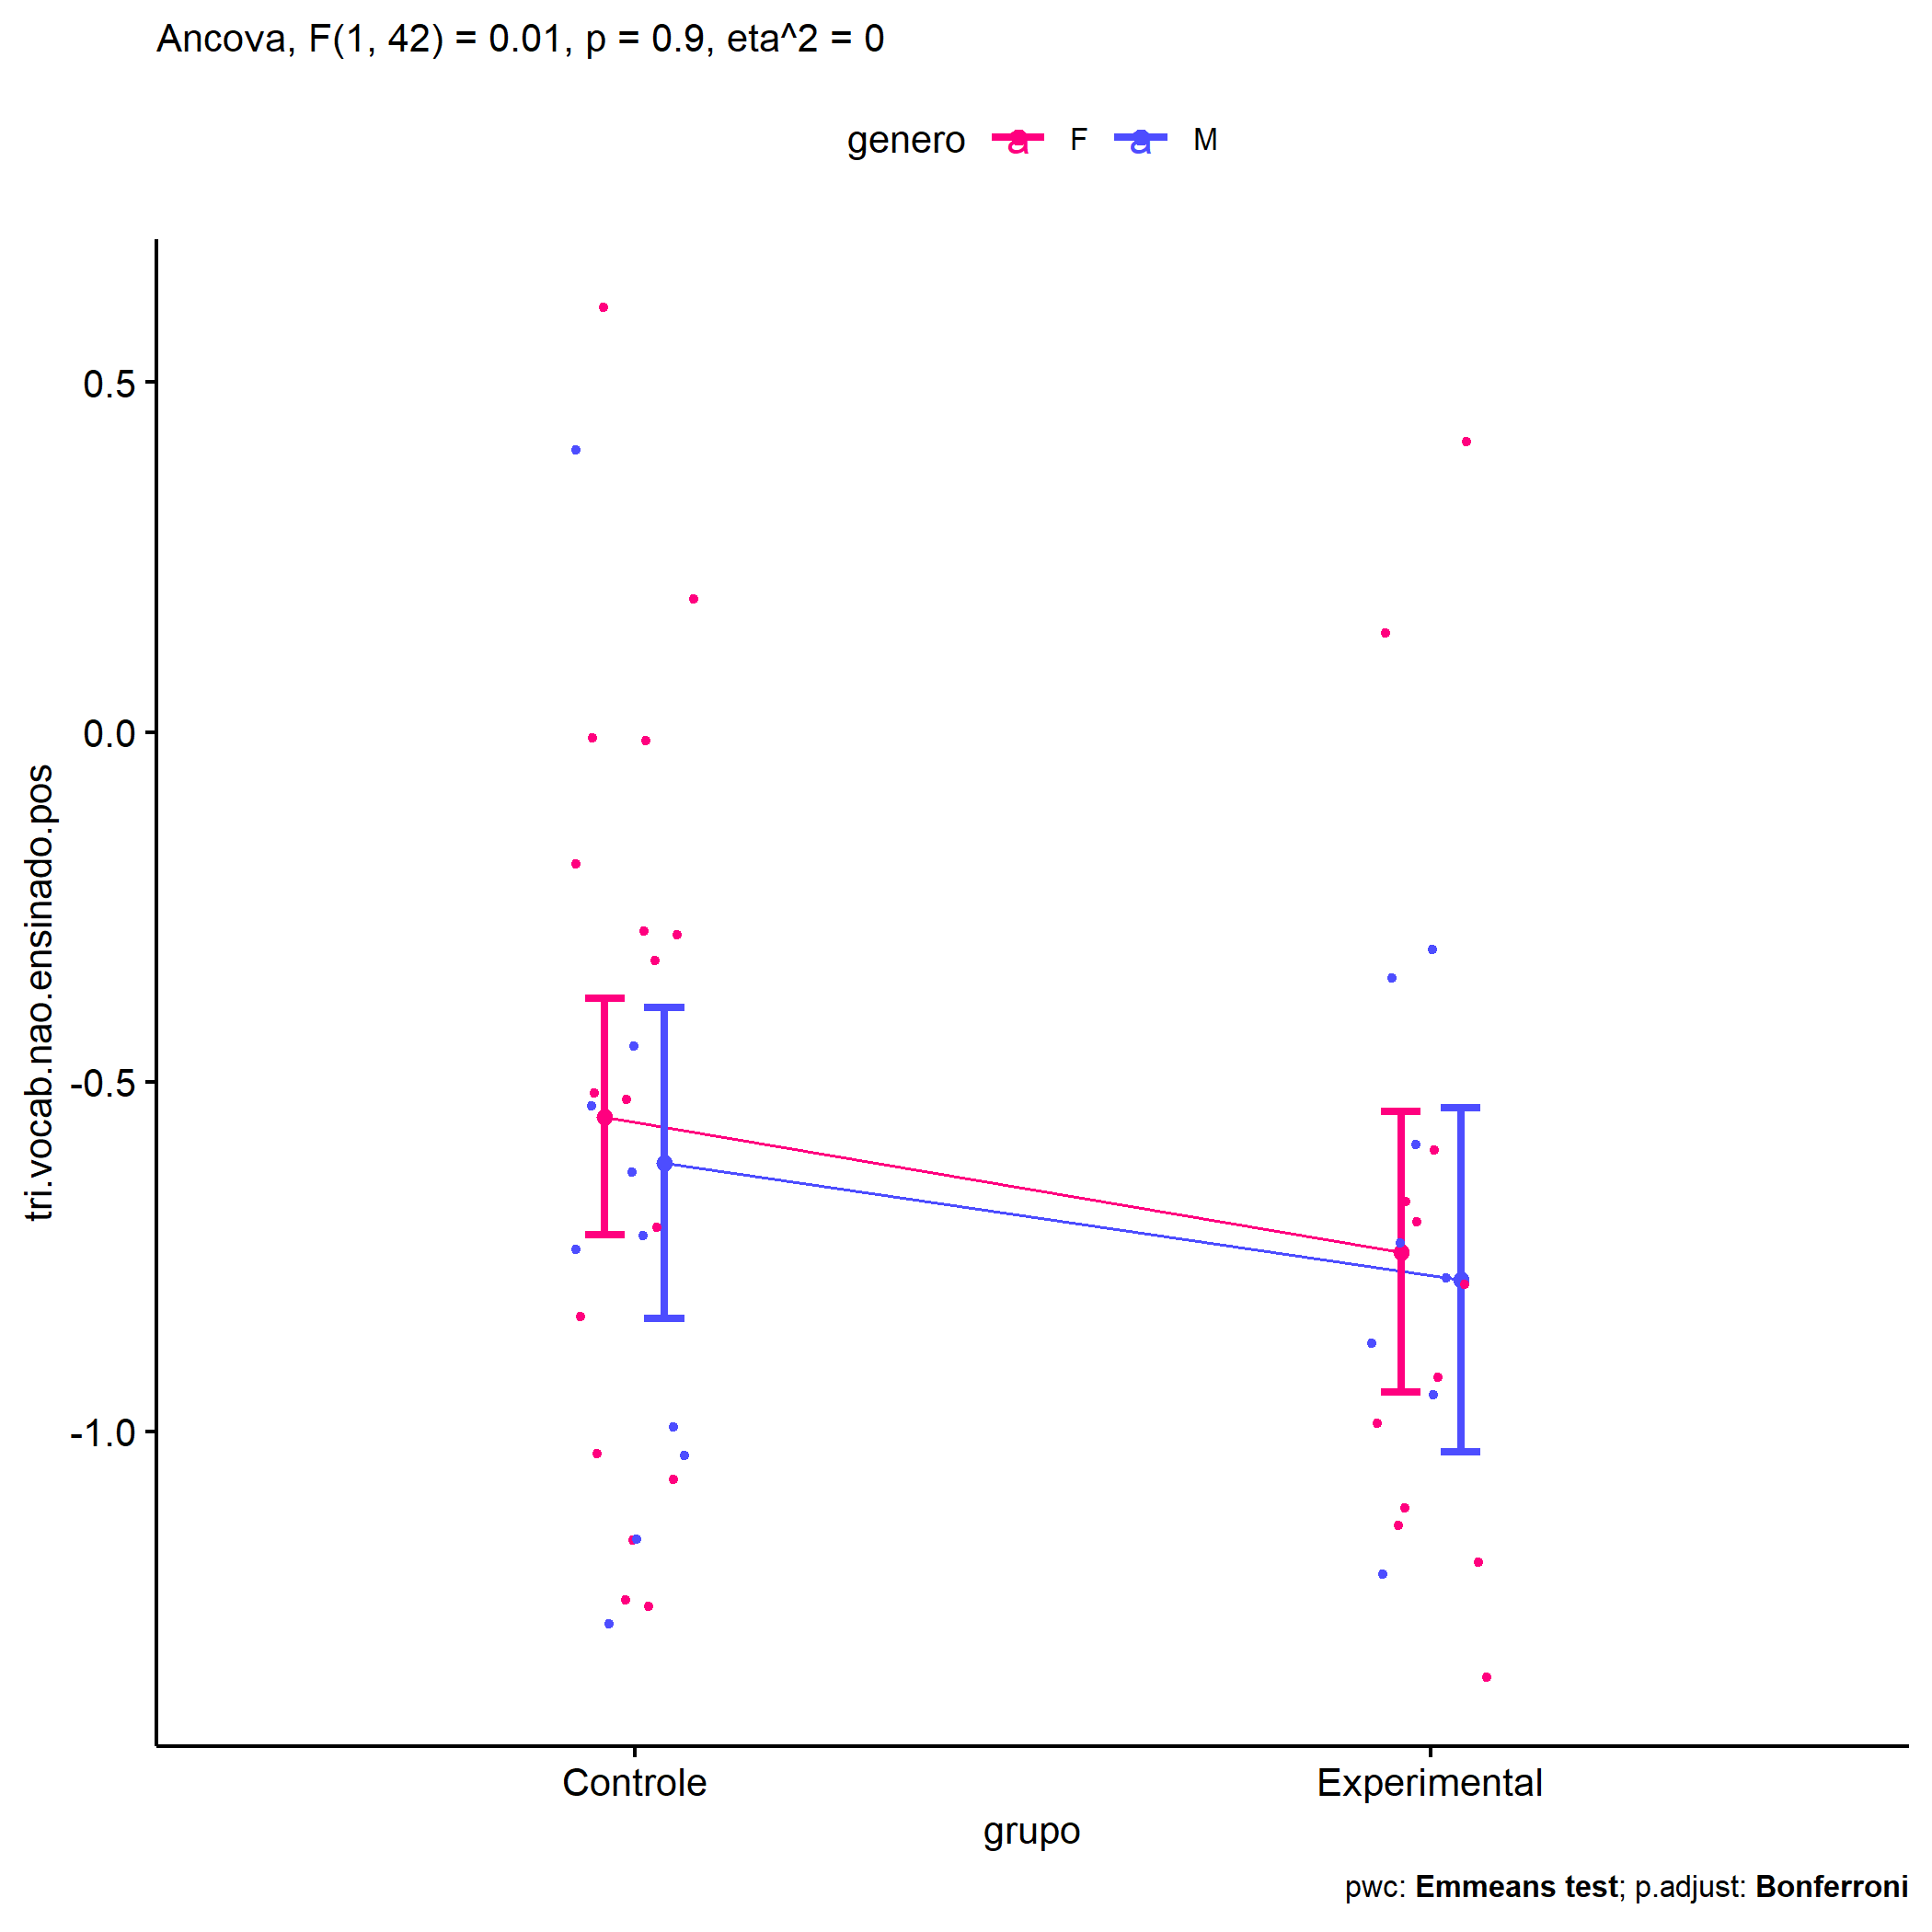 Ancova, F(1, 42) = 0.01, p = 0.9, eta^2 = 0
genero a F a M
tri.vocab.nao.ensinado.pos
0.5
0.0
-0.5
-1.0
Controle Experimental
grupo
pwc: Emmeans test; p.adjust: Bonferroni